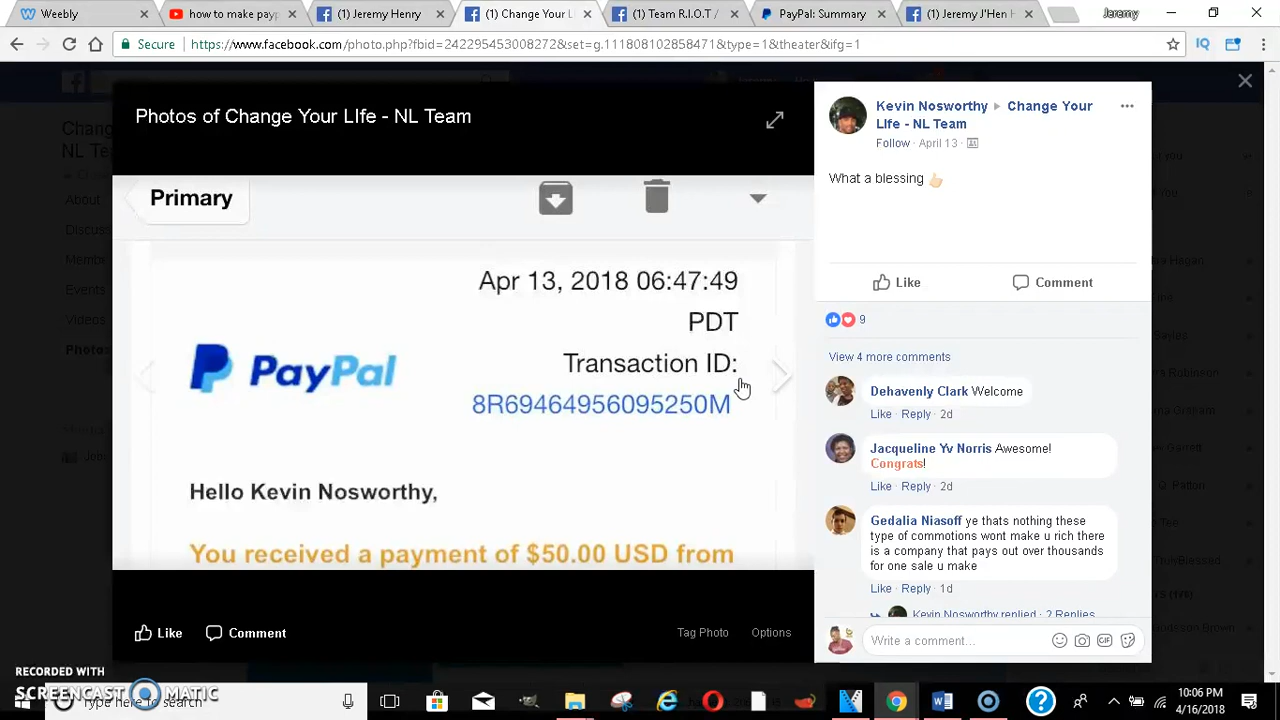 Weebly
how to make payp
(1) Jeremy Henry
(1) Change Your L
(1) Team R.I.O.T /
PayPal: Summary
(1) Jeremy J'Hen H
Jeremy
Secure
https://www.facebook.com/photo.php?fbid=242295453008272&set=g.111808102858471&type=1&theater&ifg=1
Photos of Change Your LIfe - NL Team
Kevin Nosworthy
Change Your
LIfe - NL Team
Follow · April 13 ·
What a blessing
Primary
Apr 13, 2018 06:47:49
PDT
Transaction ID:
PayPal
8R69464956095250M
Hello Kevin Nosworthy,
You received a payment of $50.00 USD from
Like
Comment
9
View 4 more comments
Dehavenly Clark Welcome
Like · Reply · 2d
Jacqueline Yv Norris Awesome!
Congrats!
Like · Reply · 2d
Gedalia Niasoff ye thats nothing these
type of commotions wont make u rich there
is a company that pays out over thousands
for one sale u make
Like · Reply · 1d
Kevin Nosworthy replied · 2 Replies
Write a comment...
GIF
Like
Comment
Tag Photo
Options
About
Events
Videos
RECORDED WITH
SCREENCAST MATIC
Type here to search
10:06 PM
4/16/2018